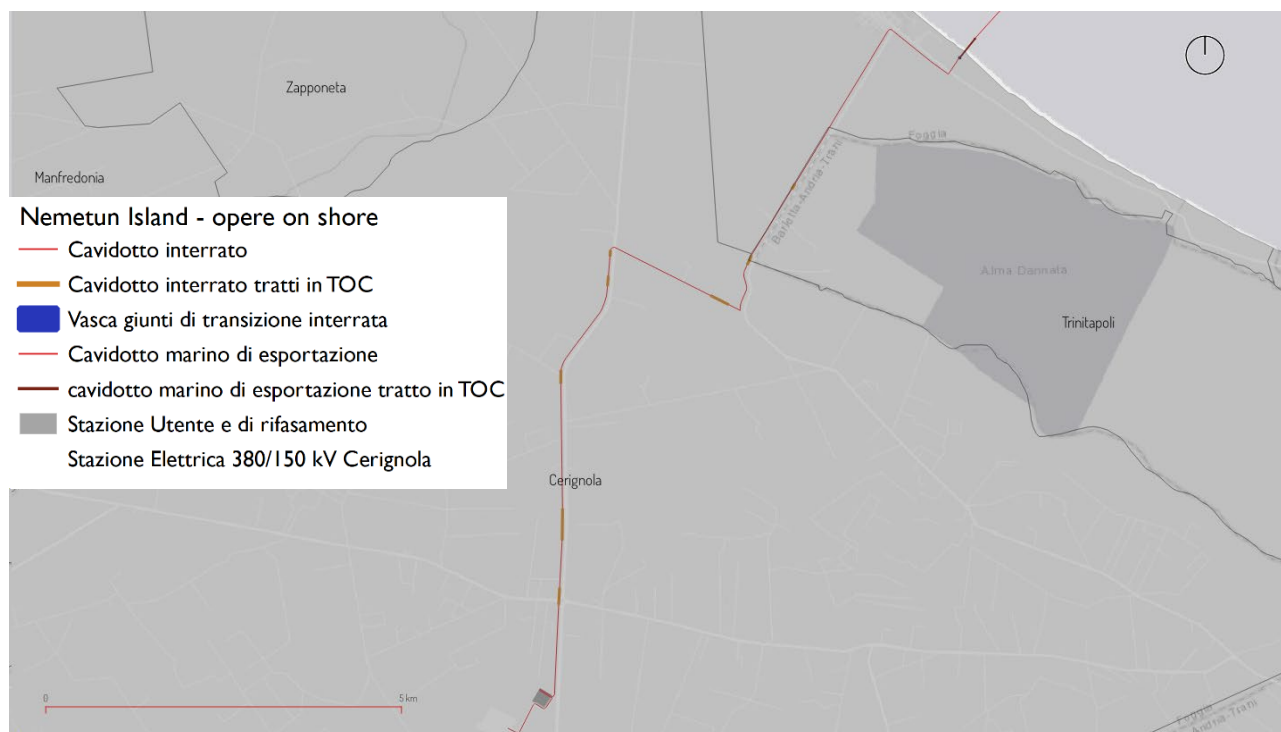 Zapponeta
Manfredonia
Foggia
Barletta-Andria-Trani
Alma Dannata
Trinitapoli
Nemetun Island - opere on shore
Cavidotto interrato
Cavidotto interrato tratti in TOC
Vasca giunti di transizione interrata
Cavidotto marino di esportazione
cavidotto marino di esportazione tratto in TOC
Stazione Utente e di rifasamento
Stazione Elettrica 380/150 kV Cerignola
Cerignola
0
5 km
Foggia
Andria-Trani